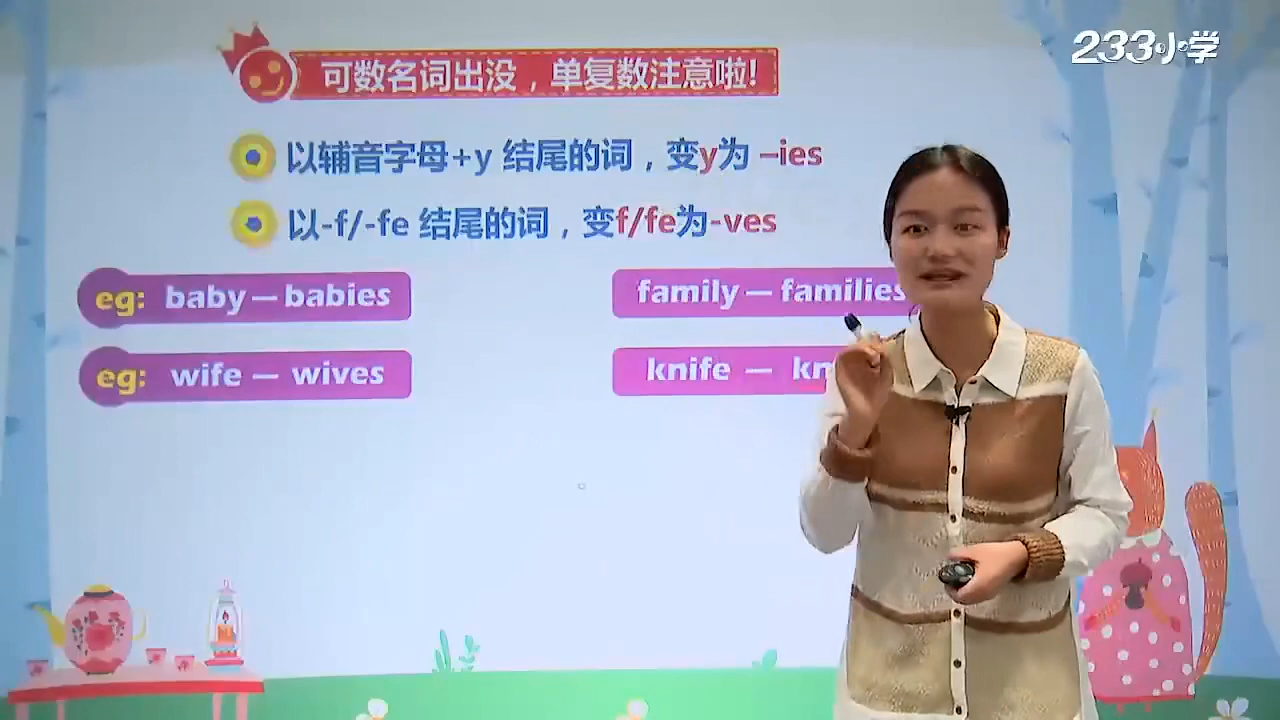 233小学
可数名词出没，单复数注意啦!
以辅音字母+y 结尾的词，变y为 –ies
以-f/-fe 结尾的词，变f/fe为-ves
eg: baby — babies
family — families
eg: wife — wives
knife —